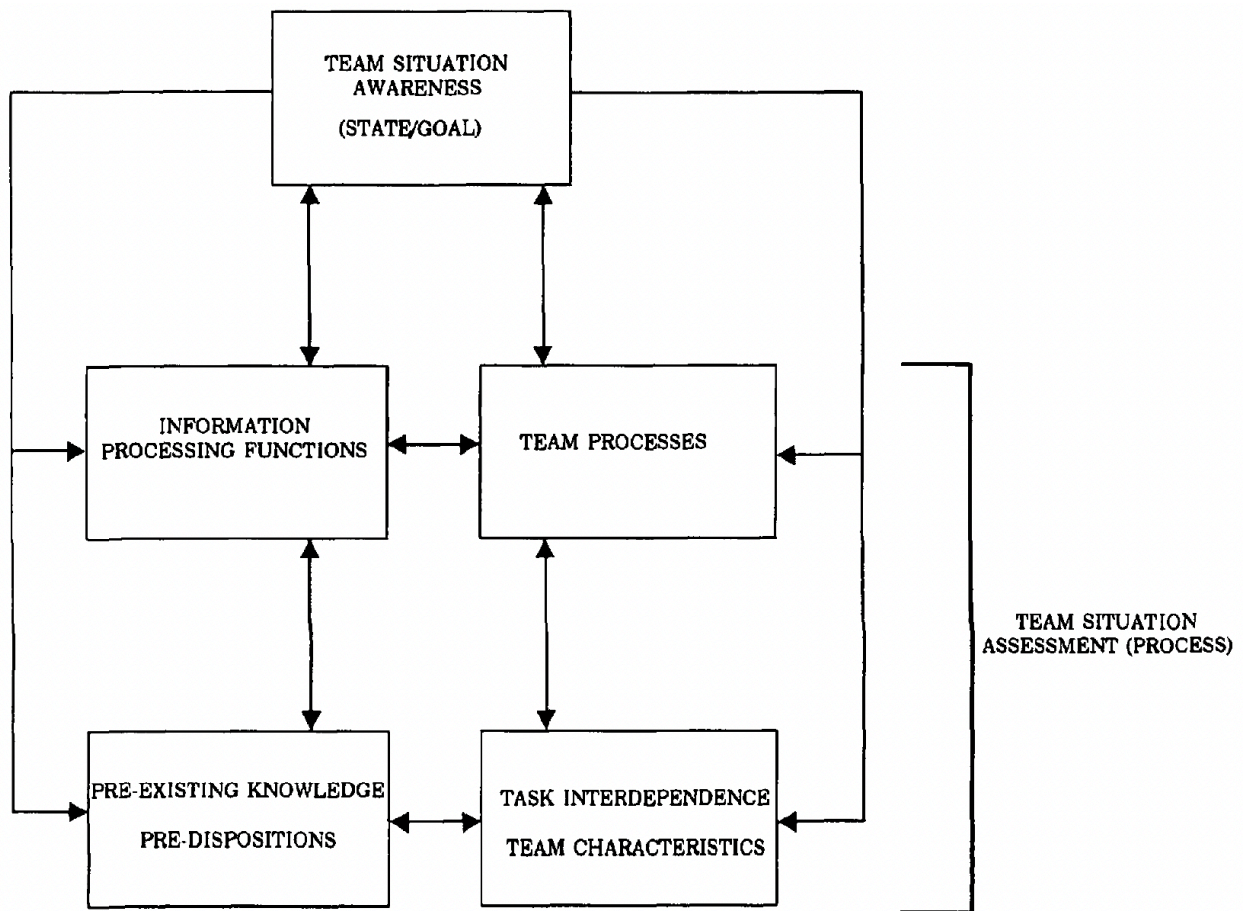 TEAM SITUATION
AWARENESS
(STATE/GOAL)
INFORMATION
PROCESSING FUNCTIONS
TEAM PROCESSES
TEAM SITUATION
ASSESSMENT (PROCESS)
PRE-EXISTING KNOWLEDGE
PRE-DISPOSITIONS
TASK INTERDEPENDENCE
TEAM CHARACTERISTICS